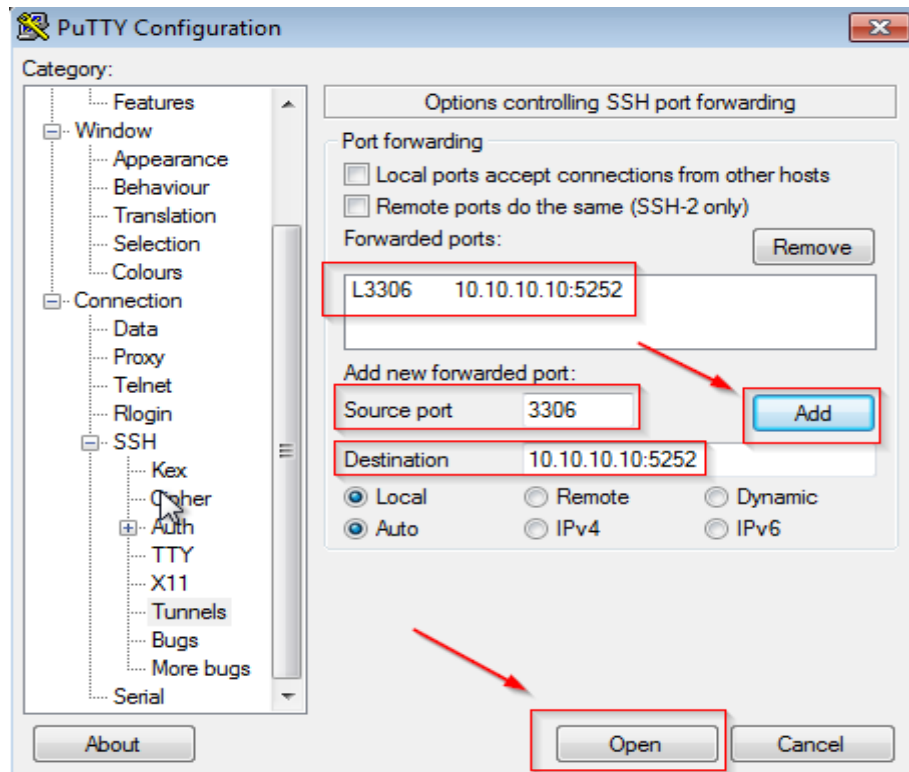 PuTTY Configuration
Category:
Features
Window
Appearance
Behaviour
Translation
Selection
Colours
Connection
Data
Proxy
Telnet
Rlogin
SSH
Kex
Cipher
Auth
TTY
X11
Tunnels
Bugs
More bugs
Serial
Options controlling SSH port forwarding
Port forwarding
Local ports accept connections from other hosts
Remote ports do the same (SSH-2 only)
Forwarded ports:
Remove
L3306 10.10.10.10:5252
Add new forwarded port:
Source port 3306 Add
Destination 10.10.10.10:5252
Local Remote Dynamic
Auto IPv4 IPv6
About Open Cancel